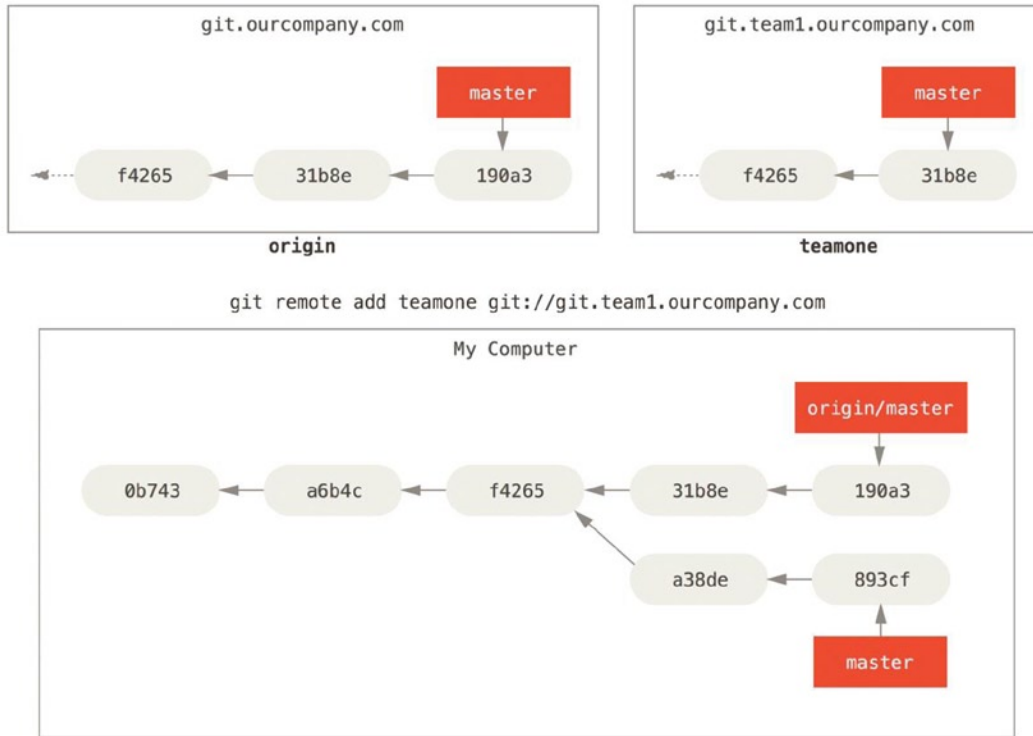 git.ourcompany.com
master
f4265 31b8e 190a3
origin
git.team1.ourcompany.com
master
f4265 31b8e
teamone
git remote add teamone git://git.team1.ourcompany.com
My Computer
origin/master
0b743 a6b4c f4265 31b8e 190a3
a38de 893cf
master